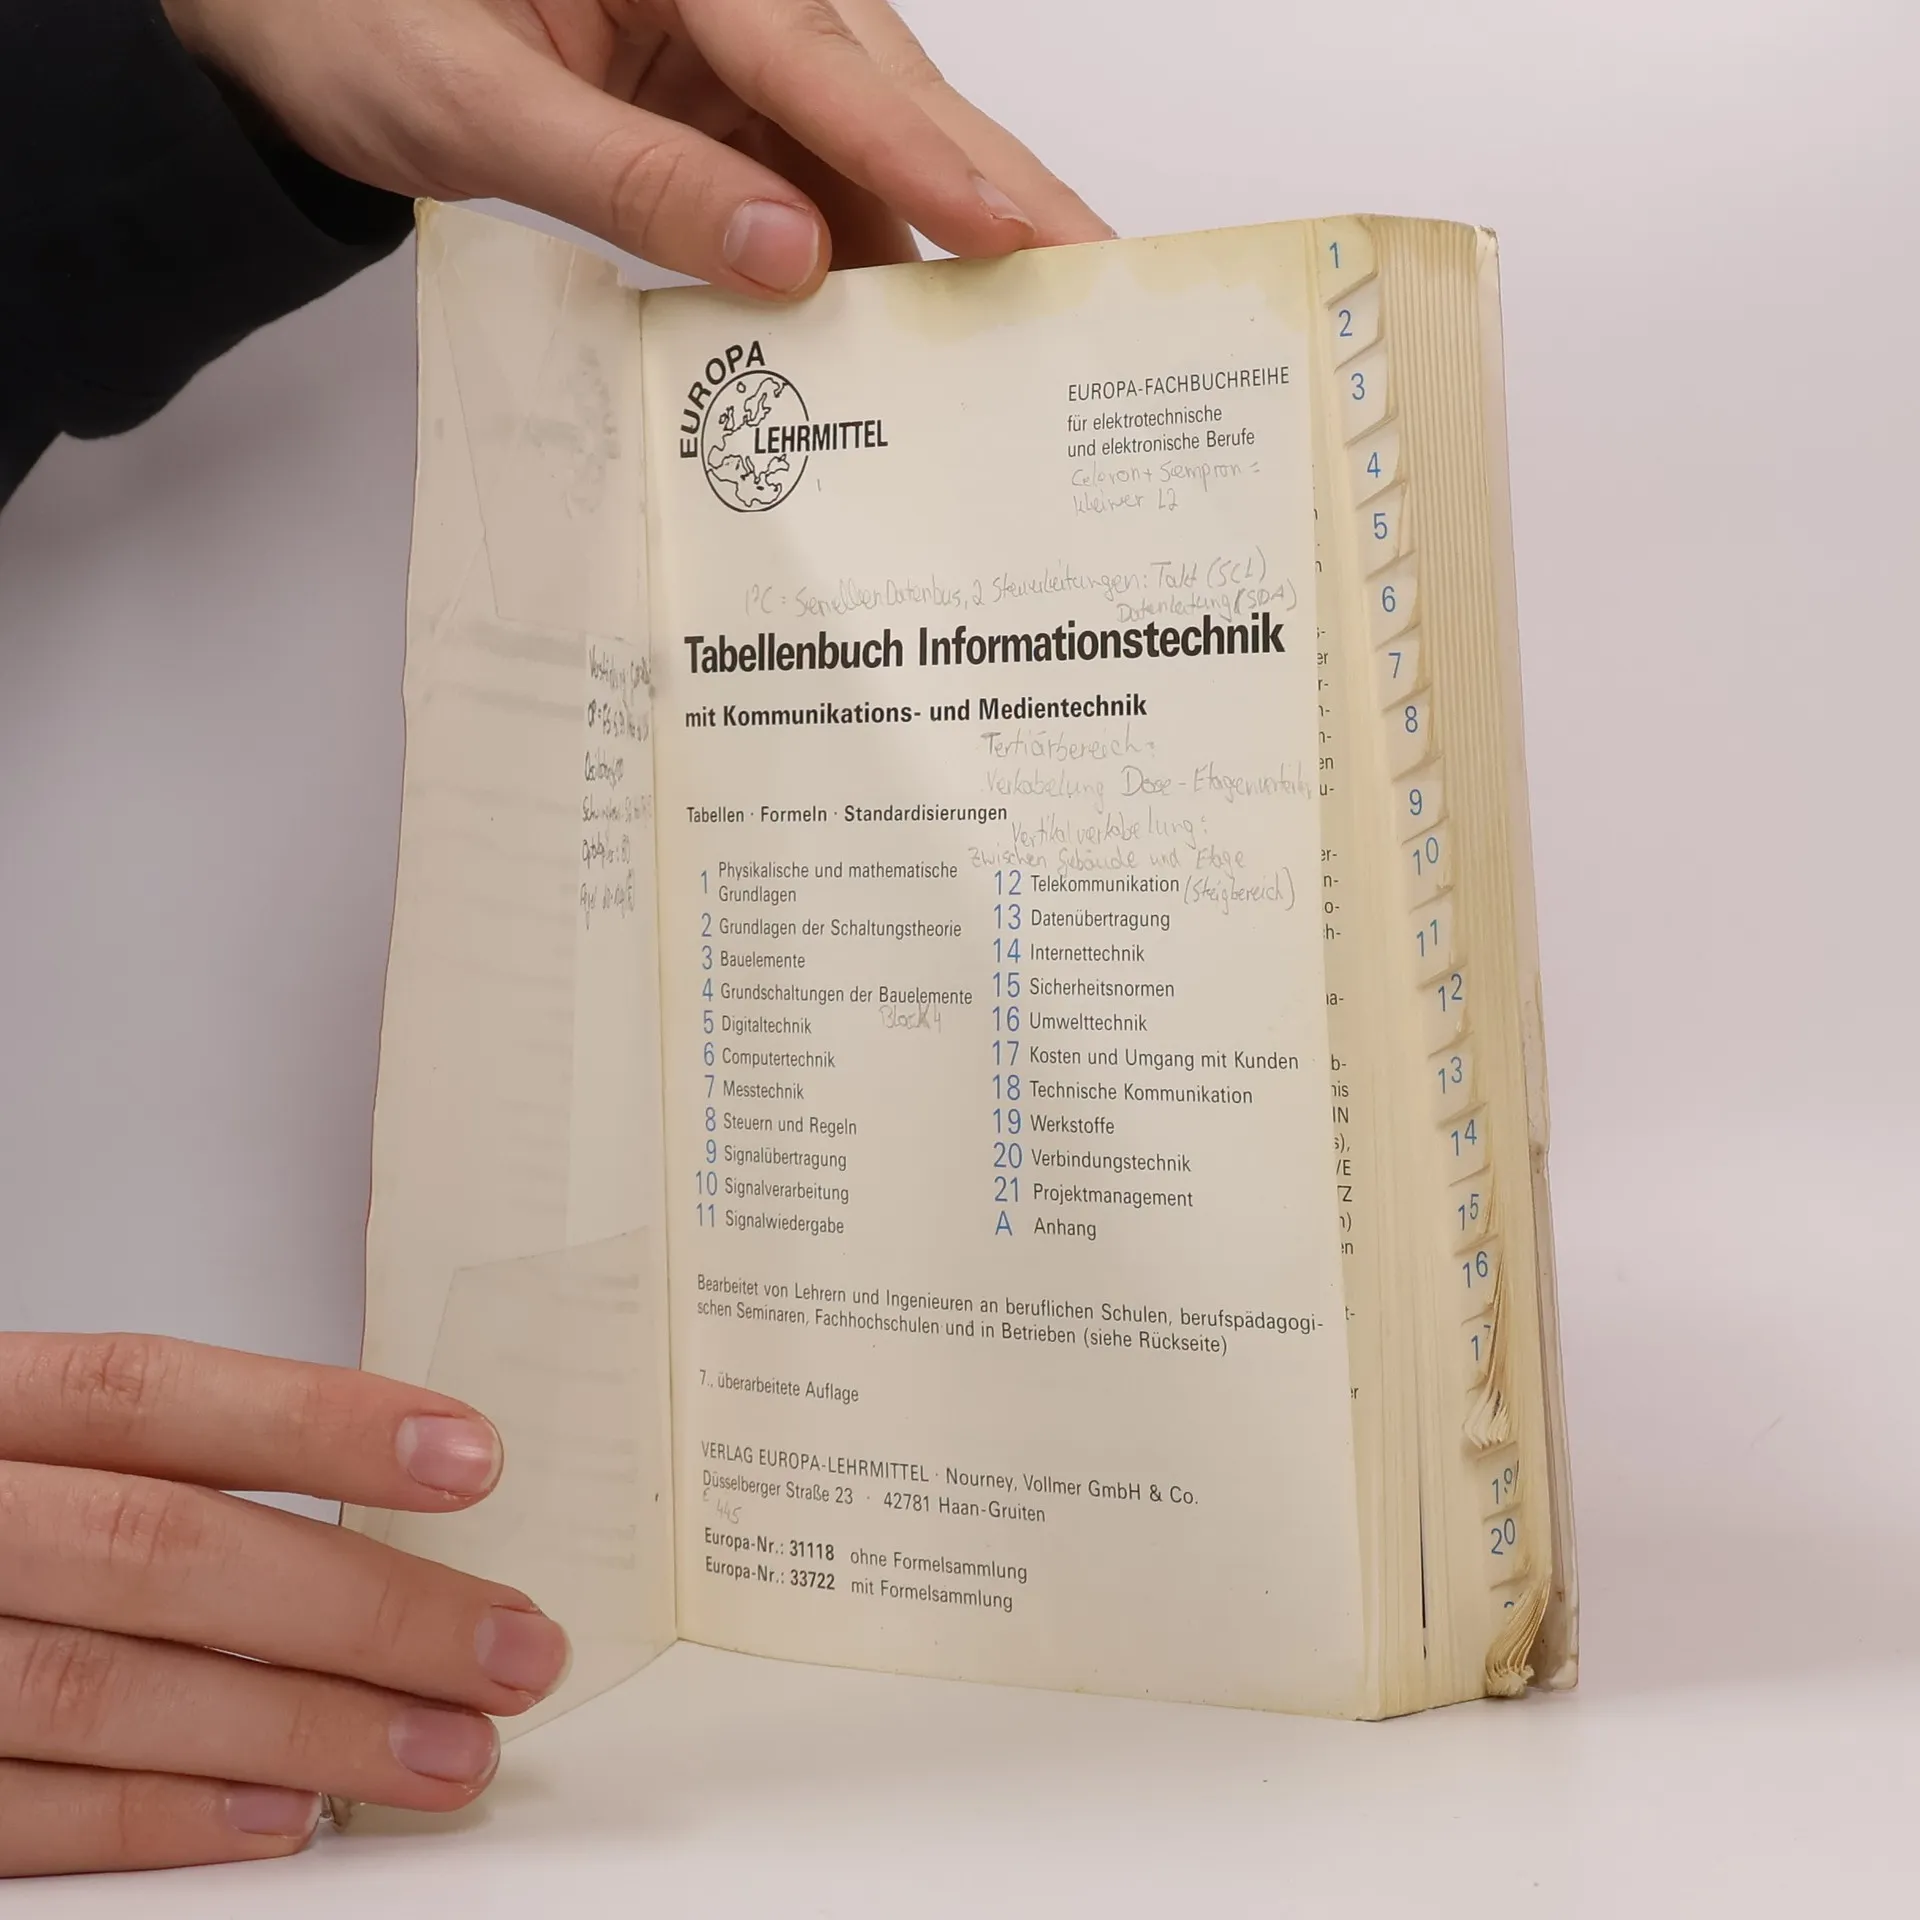 EUROPA
LEHRMITTEL
EUROPA-FACHBUCHREIHE
für elektrotechnische
und elektronische Berufe
Celeron + Sempron =
kleiner L2
I²C = Seriellen Datenbus, 2 Steuerleitungen: Takt (SCL)
Datenleitung (SDA)
Tabellenbuch Informationstechnik
mit Kommunikations- und Medientechnik
Tertiärbereich:
Verkabelung Dose - Etagenverteiler
Tabellen · Formeln · Standardisierungen
Vertikalverkabelung:
Zwischen Gebäude und Etage
(Steigbereich)
1 Physikalische und mathematische
Grundlagen
2 Grundlagen der Schaltungstheorie
3 Bauelemente
4 Grundschaltungen der Bauelemente
Block 4
5 Digitaltechnik
6 Computertechnik
7 Messtechnik
8 Steuern und Regeln
9 Signalübertragung
10 Signalverarbeitung
11 Signalwiedergabe
12 Telekommunikation
13 Datenübertragung
14 Internettechnik
15 Sicherheitsnormen
16 Umwelttechnik
17 Kosten und Umgang mit Kunden
18 Technische Kommunikation
19 Werkstoffe
20 Verbindungstechnik
21 Projektmanagement
A Anhang
Bearbeitet von Lehrern und Ingenieuren an beruflichen Schulen, berufspädagogi-
schen Seminaren, Fachhochschulen und in Betrieben (siehe Rückseite)
7., überarbeitete Auflage
VERLAG EUROPA-LEHRMITTEL · Nourney, Vollmer GmbH & Co.
Düsselberger Straße 23 · 42781 Haan-Gruiten
445
Europa-Nr.: 31118 ohne Formelsammlung
Europa-Nr.: 33722 mit Formelsammlung
1
2
3
4
5
6
7
8
9
10
11
12
13
14
15
16
17
19
20